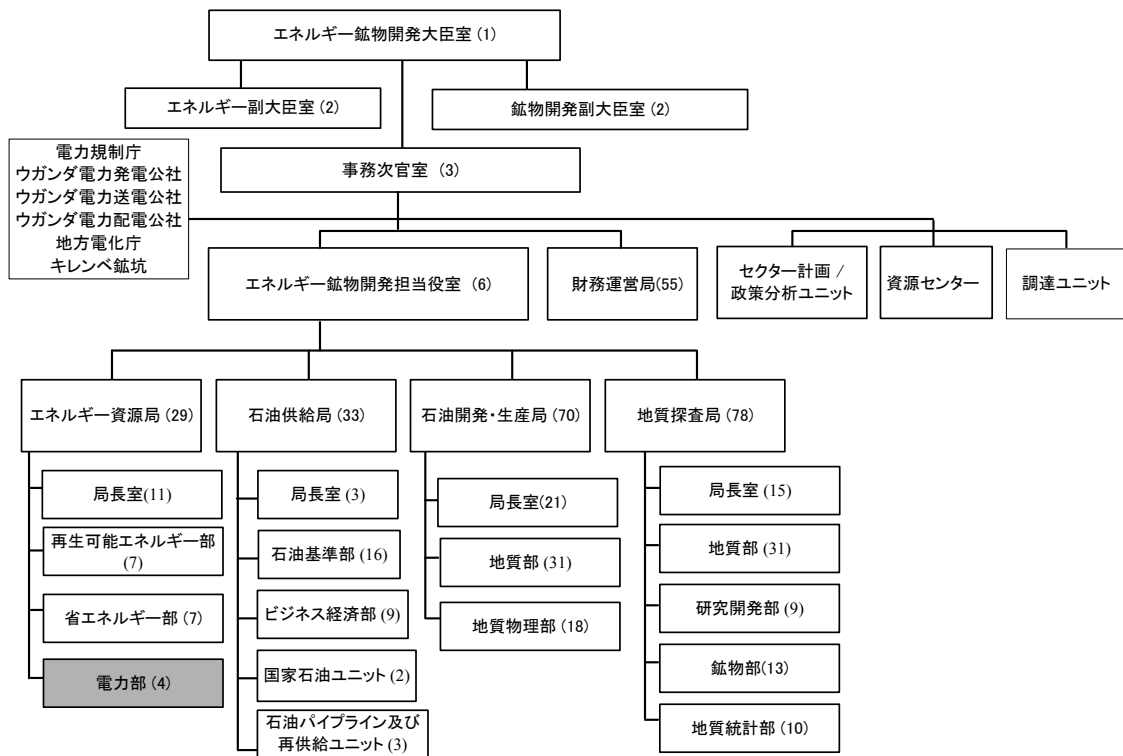 エネルギー鉱物開発大臣室 (1)
エネルギー副大臣室 (2)
鉱物開発副大臣室 (2)
電力規制庁
ウガンダ電力発電公社
ウガンダ電力送電公社
ウガンダ電力配電公社
地方電化庁
キレンベ鉱坑
事務次官室 (3)
エネルギー鉱物開発担当役室 (6)
財務運営局(55)
セクター計画 /
政策分析ユニット
資源センター
調達ユニット
エネルギー資源局 (29)
石油供給局 (33)
石油開発・生産局 (70)
地質探査局 (78)
局長室(11)
再生可能エネルギー部
(7)
省エネルギー部 (7)
電力部 (4)
局長室 (3)
石油基準部 (16)
ビジネス経済部 (9)
国家石油ユニット (2)
石油パイプライン及び
再供給ユニット (3)
局長室(21)
地質部 (31)
地質物理部 (18)
局長室 (15)
地質部 (31)
研究開発部 (9)
鉱物部(13)
地質統計部 (10)